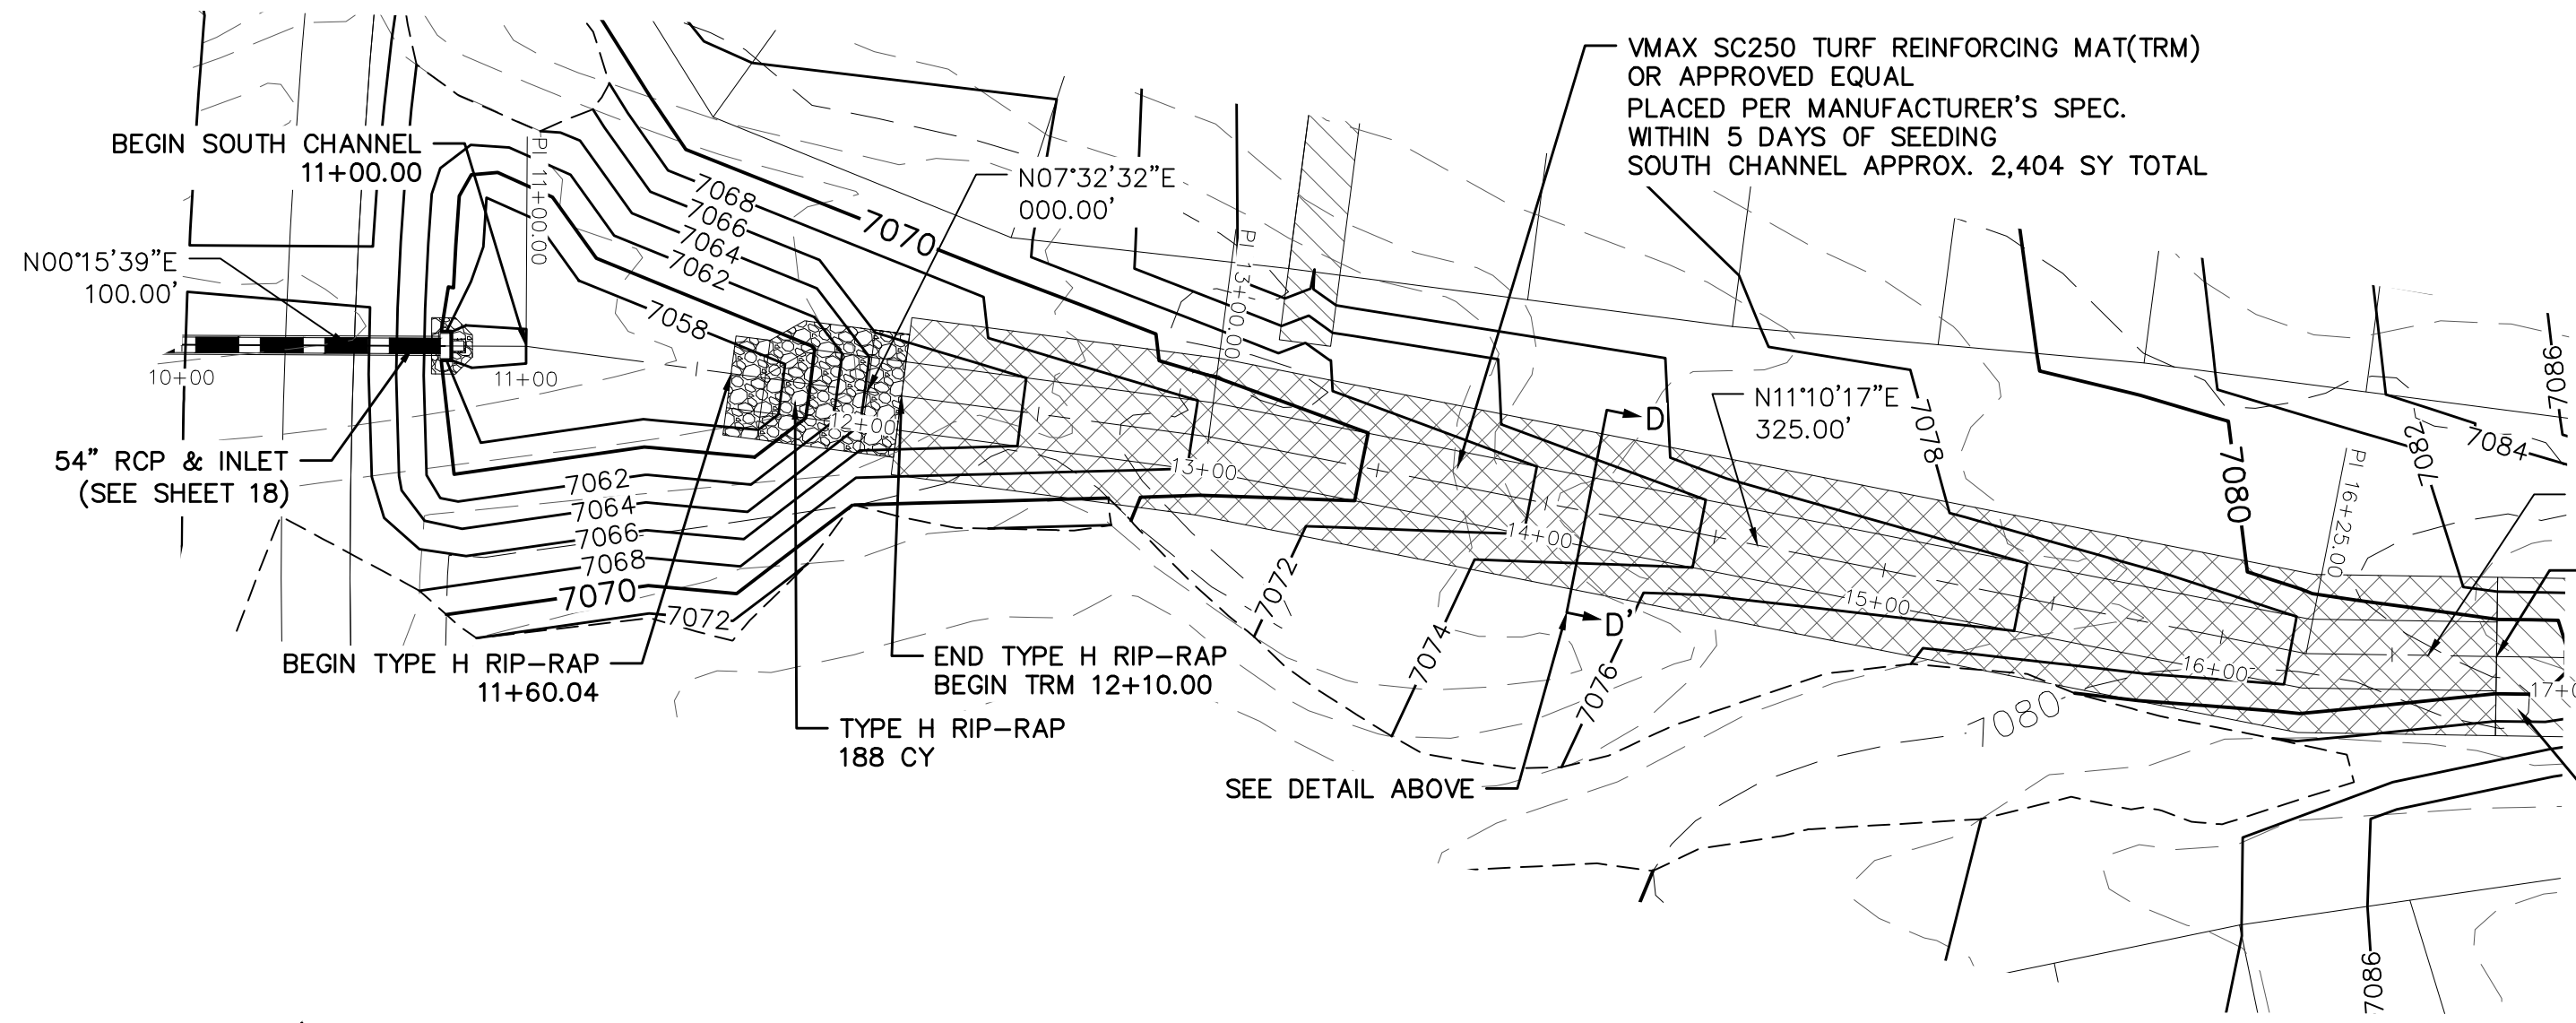 VMAX SC250 TURF REINFORCING MAT(TRM)
OR APPROVED EQUAL
PLACED PER MANUFACTURER'S SPEC.
WITHIN 5 DAYS OF SEEDING
SOUTH CHANNEL APPROX. 2,404 SY TOTAL
BEGIN SOUTH CHANNEL
11+00.00
PI 11+00.00
N07°32'32"E
000.00'
7068
7066
7064
7062
7070
7058
N00°15'39"E
100.00'
10+00
11+00
12+00
PI 13+00.00
13+00
54" RCP & INLET
(SEE SHEET 18)
7062
7064
7066
7068
7070
7072
BEGIN TYPE H RIP-RAP
11+60.04
END TYPE H RIP-RAP
BEGIN TRM 12+10.00
TYPE H RIP-RAP
188 CY
SEE DETAIL ABOVE
D
D'
N11°10'17"E
325.00'
14+00
15+00
16+00
PI 16+25.00
17+0
7072
7074
7076
7078
7080
7082
7084
7086
7080
7086